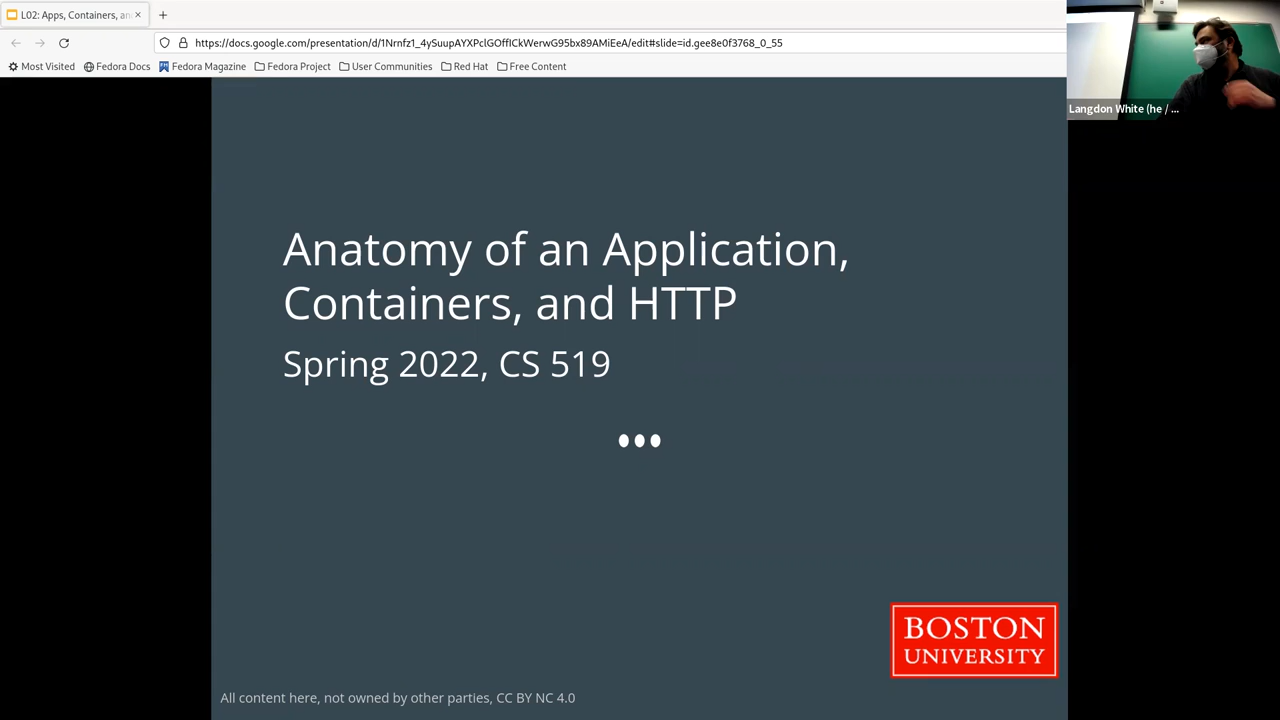 L02: Apps, Containers, an
https://docs.google.com/presentation/d/1Nrnfz1_4ySuupAYXPclGOffICkWerwG95bx89AMiEeA/edit#slide=id.gee8e0f3768_0_55
Most Visited Fedora Docs Fedora Magazine Fedora Project User Communities Red Hat Free Content
Langdon White (he / ...
Anatomy of an Application,
Containers, and HTTP
Spring 2022, CS 519
BOSTON
UNIVERSITY
All content here, not owned by other parties, CC BY NC 4.0